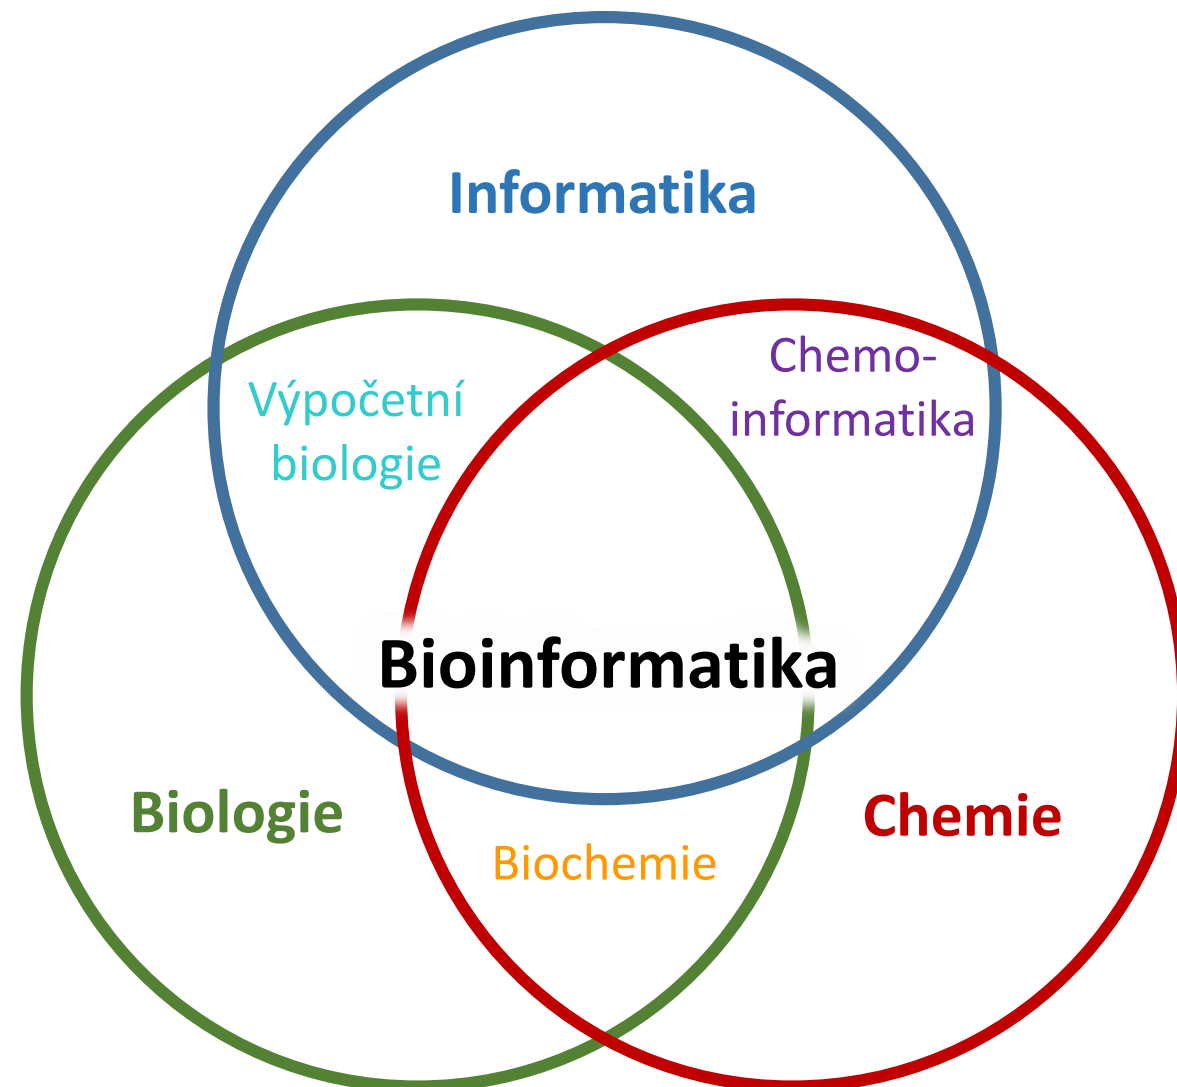 Informatika
Chemo-
informatika
Výpočetní
biologie
Bioinformatika
Biologie
Chemie
Biochemie